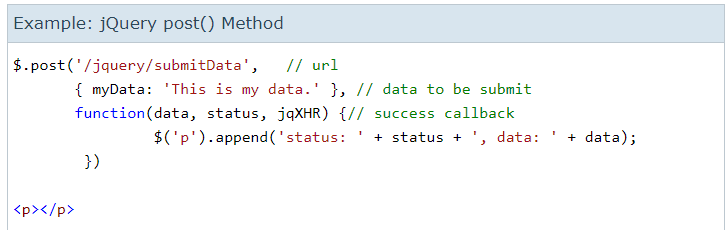 Example: jQuery post() Method
$.post('/jquery/submitData',   // url
       { myData: 'This is my data.' }, // data to be submit
       function(data, status, jqXHR) {// success callback
                $('p').append('status: ' + status + ', data: ' + data);
        })
<p></p>